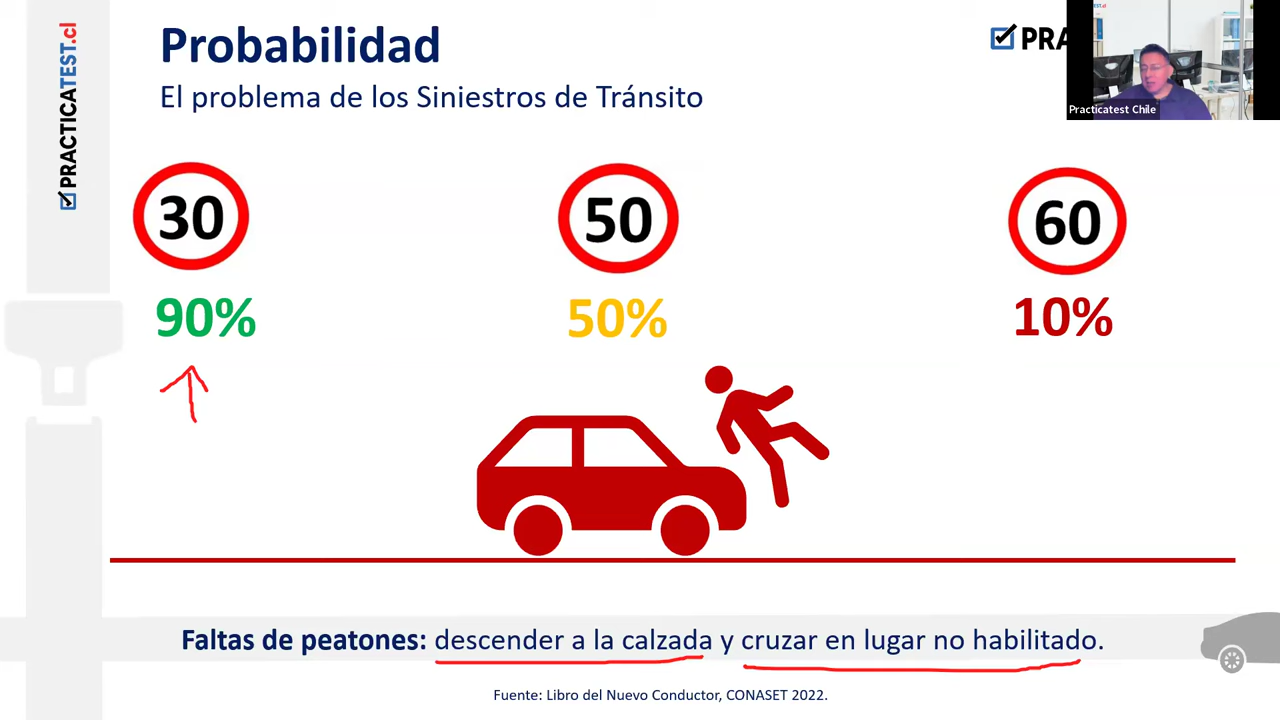 PRACTICATEST.cl
Probabilidad
El problema de los Siniestros de Tránsito
PRA
Practicatest Chile
30
50
60
90%
50%
10%
Faltas de peatones: descender a la calzada y cruzar en lugar no habilitado.
Fuente: Libro del Nuevo Conductor, CONASET 2022.